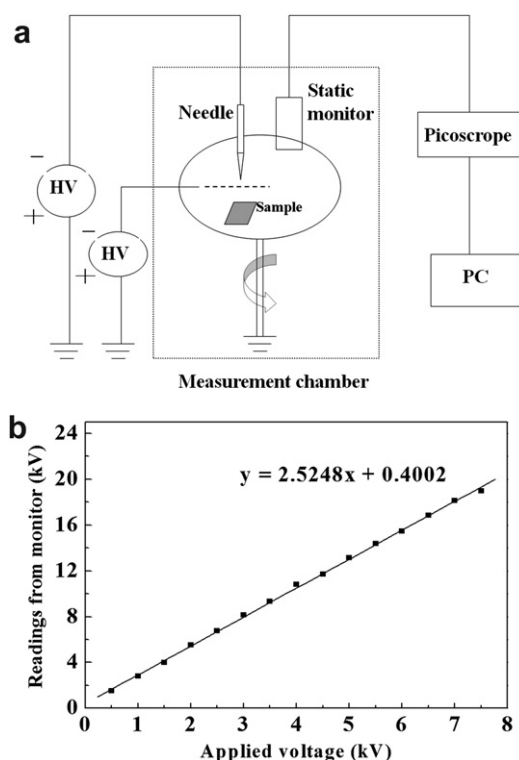 a
Static
monitor
Needle
Picoscrope
−
HV
+
−
HV
+
Sample
PC
Measurement chamber
b
24
20
16
12
8
4
0
Readings from monitor (kV)
y = 2.5248x + 0.4002
0 1 2 3 4 5 6 7 8
Applied voltage (kV)